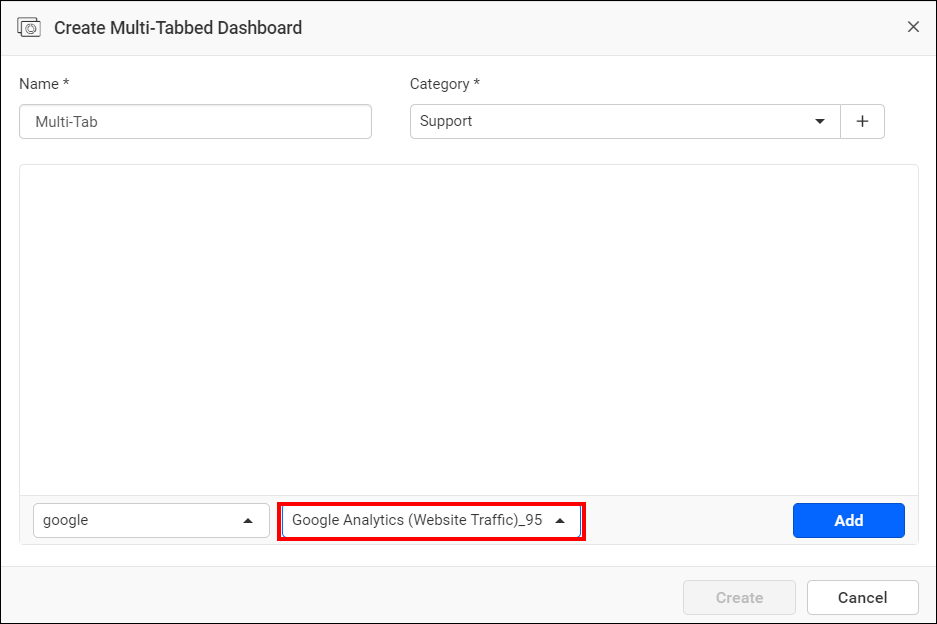 Create Multi-Tabbed Dashboard
Name *
Category *
Multi-Tab
Support
google
Google Analytics (Website Traffic)_95
Add
Create
Cancel